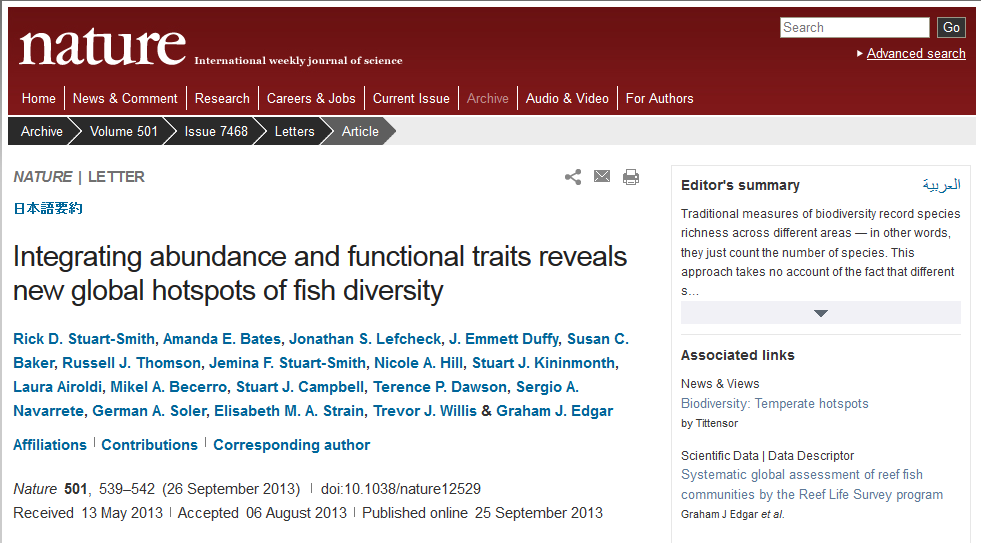 nature International weekly journal of science
Search Go
Advanced search
Home News & Comment Research Careers & Jobs Current Issue Archive Audio & Video For Authors
Archive Volume 501 Issue 7468 Letters Article
NATURE | LETTER
日本語要約
Integrating abundance and functional traits reveals
new global hotspots of fish diversity
Rick D. Stuart-Smith, Amanda E. Bates, Jonathan S. Lefcheck, J. Emmett Duffy, Susan C.
Baker, Russell J. Thomson, Jemina F. Stuart-Smith, Nicole A. Hill, Stuart J. Kininmonth,
Laura Airoldi, Mikel A. Becerro, Stuart J. Campbell, Terence P. Dawson, Sergio A.
Navarrete, German A. Soler, Elisabeth M. A. Strain, Trevor J. Willis & Graham J. Edgar
Affiliations | Contributions | Corresponding author
Nature 501, 539–542 (26 September 2013) | doi:10.1038/nature12529
Received 13 May 2013 | Accepted 06 August 2013 | Published online 25 September 2013
Editor's summary
العربية
Traditional measures of biodiversity record species
richness across different areas — in other words,
they just count the number of species. This
approach takes no account of the fact that different
s...
Associated links
News & Views
Biodiversity: Temperate hotspots
by Tittensor
Scientific Data | Data Descriptor
Systematic global assessment of reef fish
communities by the Reef Life Survey program
Graham J Edgar et al.